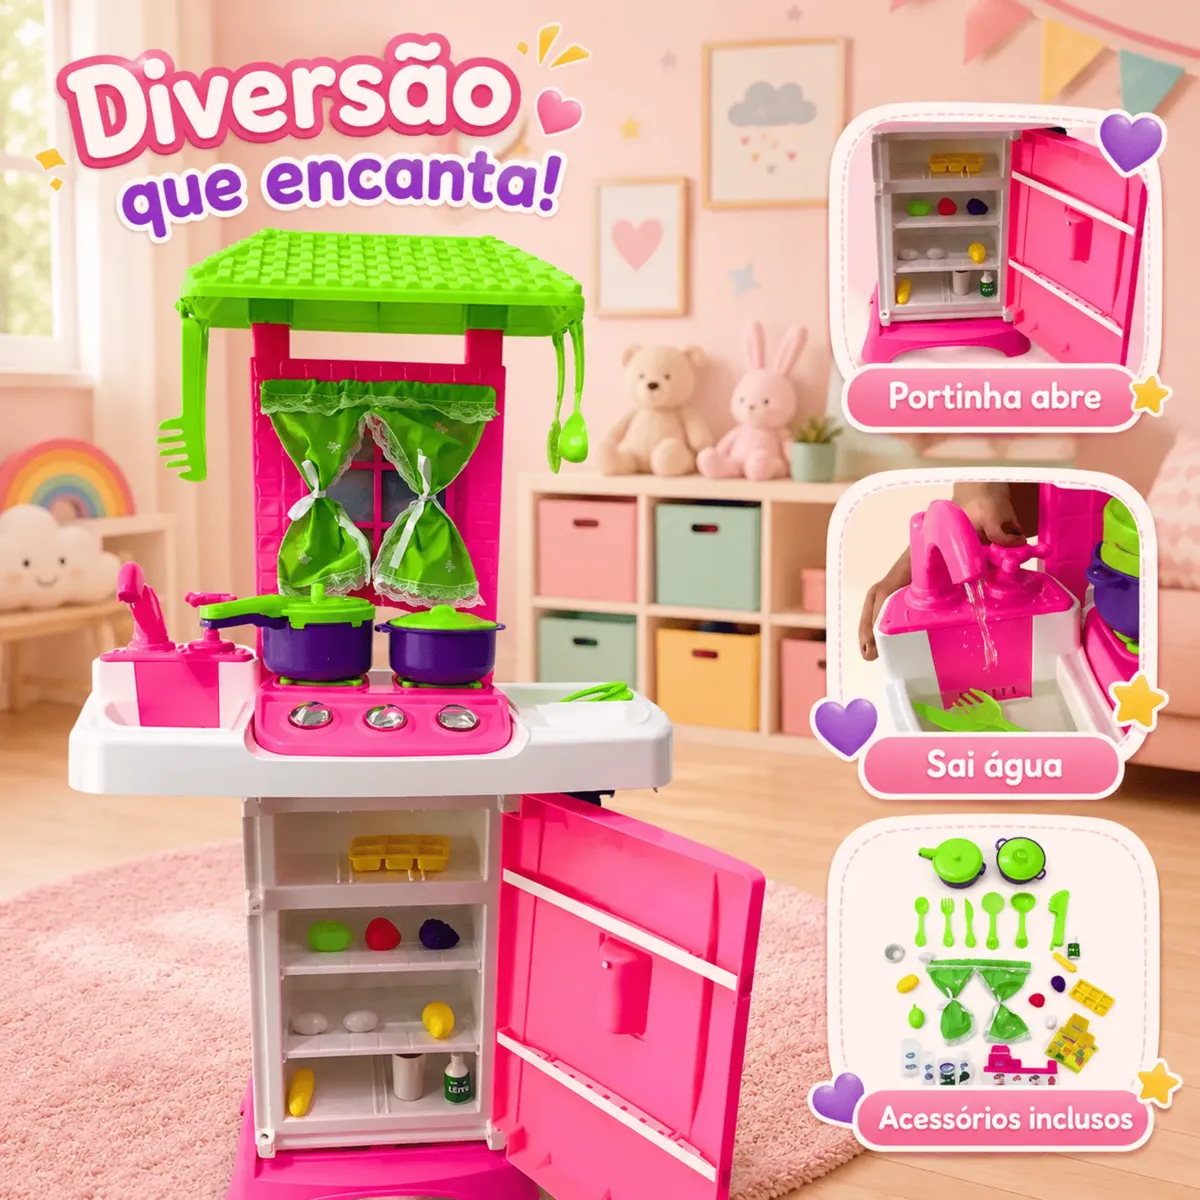 Diversão
que encanta!
Portinha abre
Sai água
Acessórios inclusos